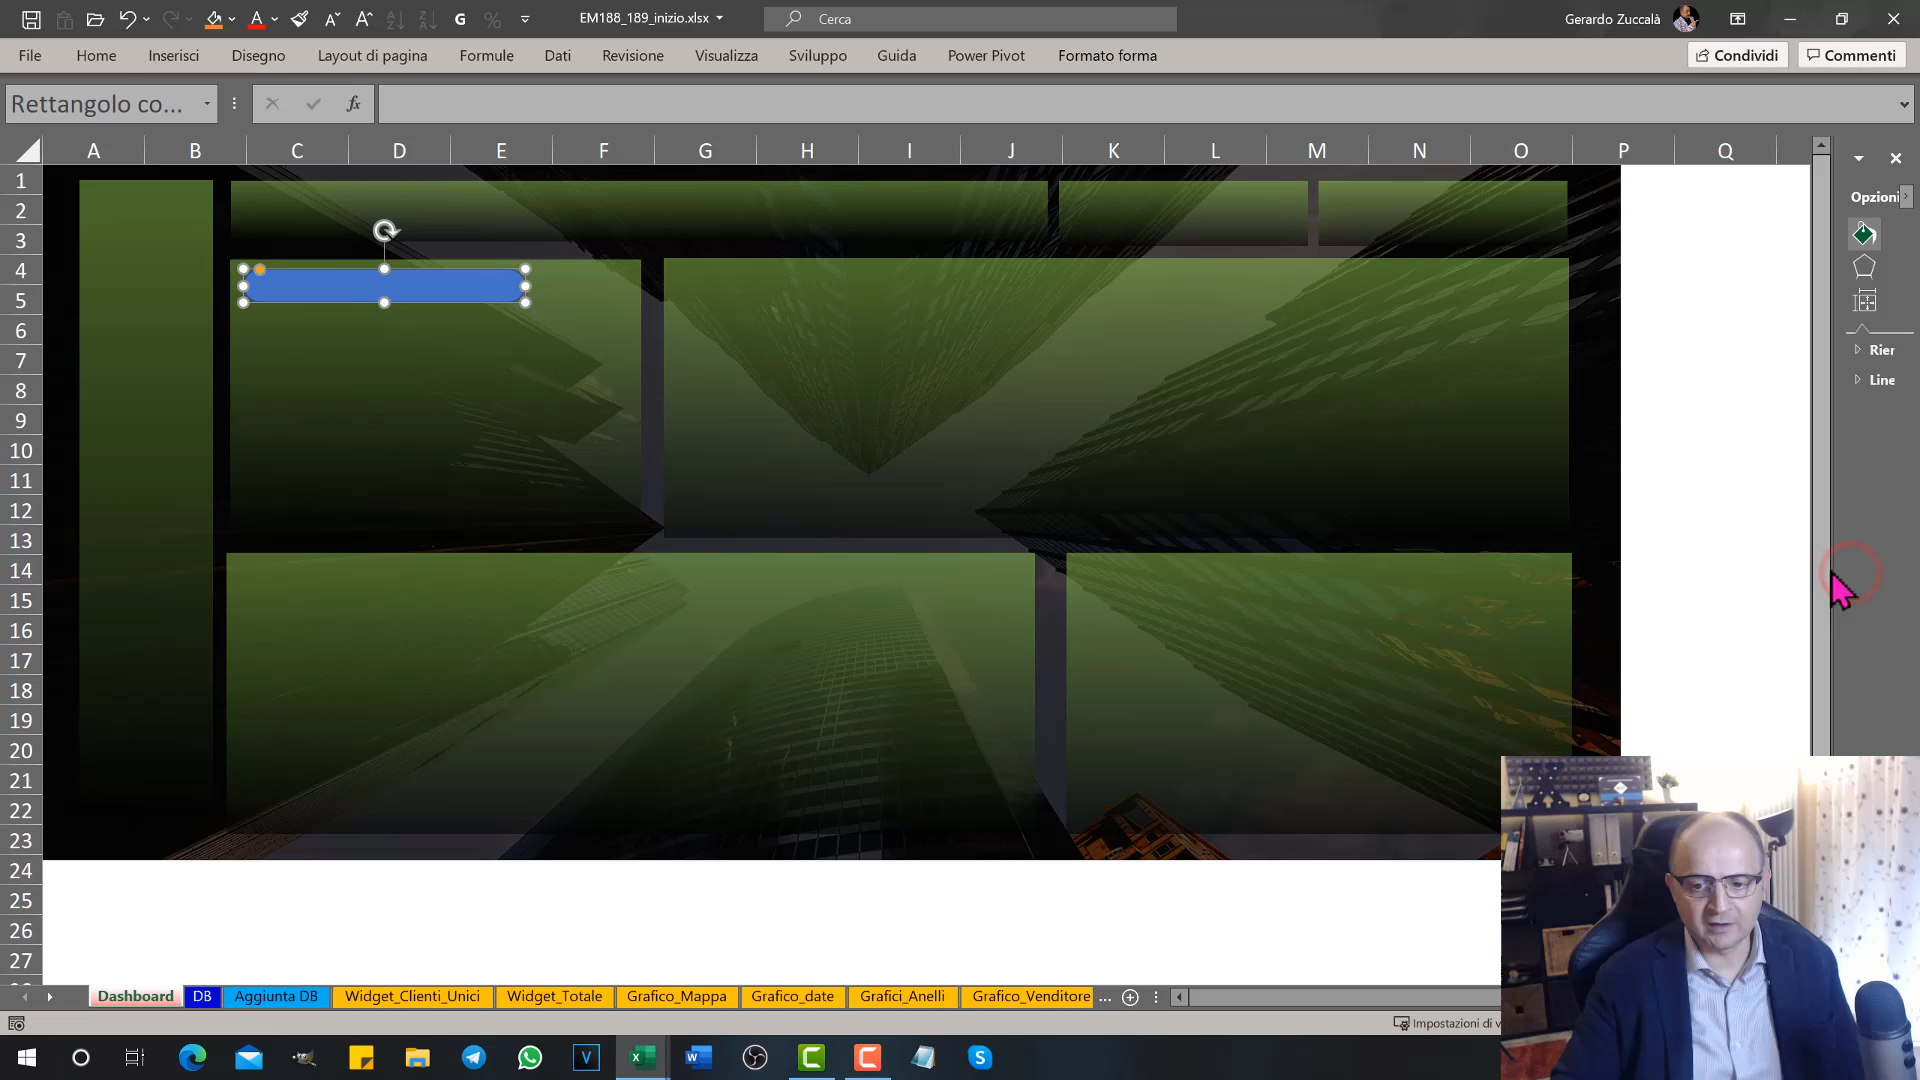 EM188_189_inizio.xlsx
Cerca
Gerardo Zuccalà
File Home Inserisci Disegno Layout di pagina Formule Dati Revisione Visualizza Sviluppo Guida Power Pivot Formato forma Condividi Commenti
Rettangolo co... fx
A B C D E F G H I J K L M N O P Q
1
2
3
4
5
6
7
8
9
10
11
12
13
14
15
16
17
18
19
20
21
22
23
24
25
26
27
Opzioni
Rier
Line
Dashboard DB Aggiunta DB Widget_Clienti_Unici Widget_Totale Grafico_Mappa Grafico_date Grafici_Anelli Grafico_Venditore ...
Impostazioni di v